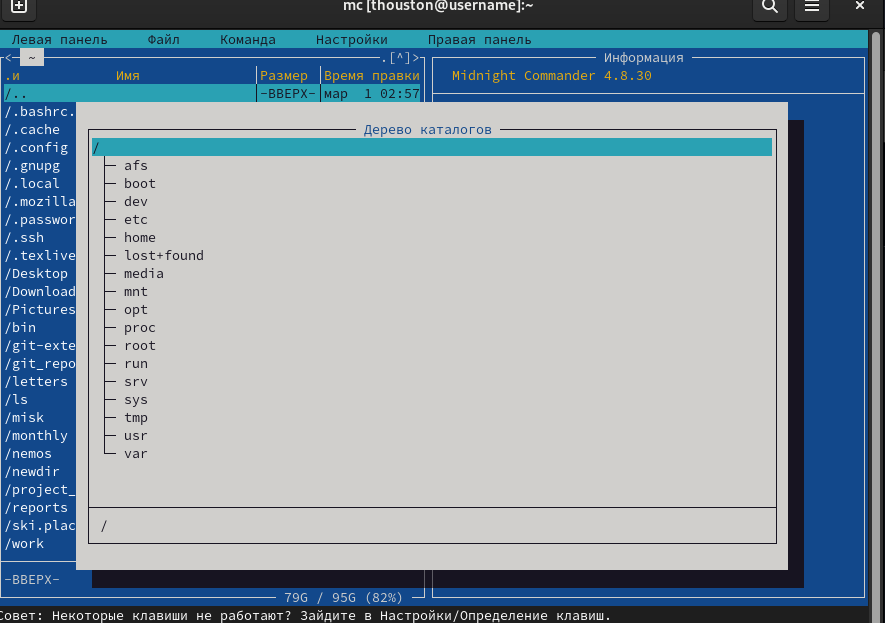 mc [thouston@username]:~
Левая панель Файл Команда Настройки Правая панель
<- ~ .[^]> Информация
.и Имя Размер Время правки Midnight Commander 4.8.30
/.. -ВВЕРХ- мар 1 02:57
/.bashrc.
/.cache
/.config
/.gnupg
/.local
/.mozilla
/.passwor
/.ssh
/.texlive
/Desktop
/Download
/Pictures
/bin
/git-exte
/git_repo
/letters
/ls
/misk
/monthly
/nemos
/newdir
/project_
/reports
/ski.plac
/work
Дерево каталогов
/
afs
boot
dev
etc
home
lost+found
media
mnt
opt
proc
root
run
srv
sys
tmp
usr
var
/
-ВВЕРХ-
79G / 95G (82%)
Совет: Некоторые клавиши не работают? Зайдите в Настройки/Определение клавиш.